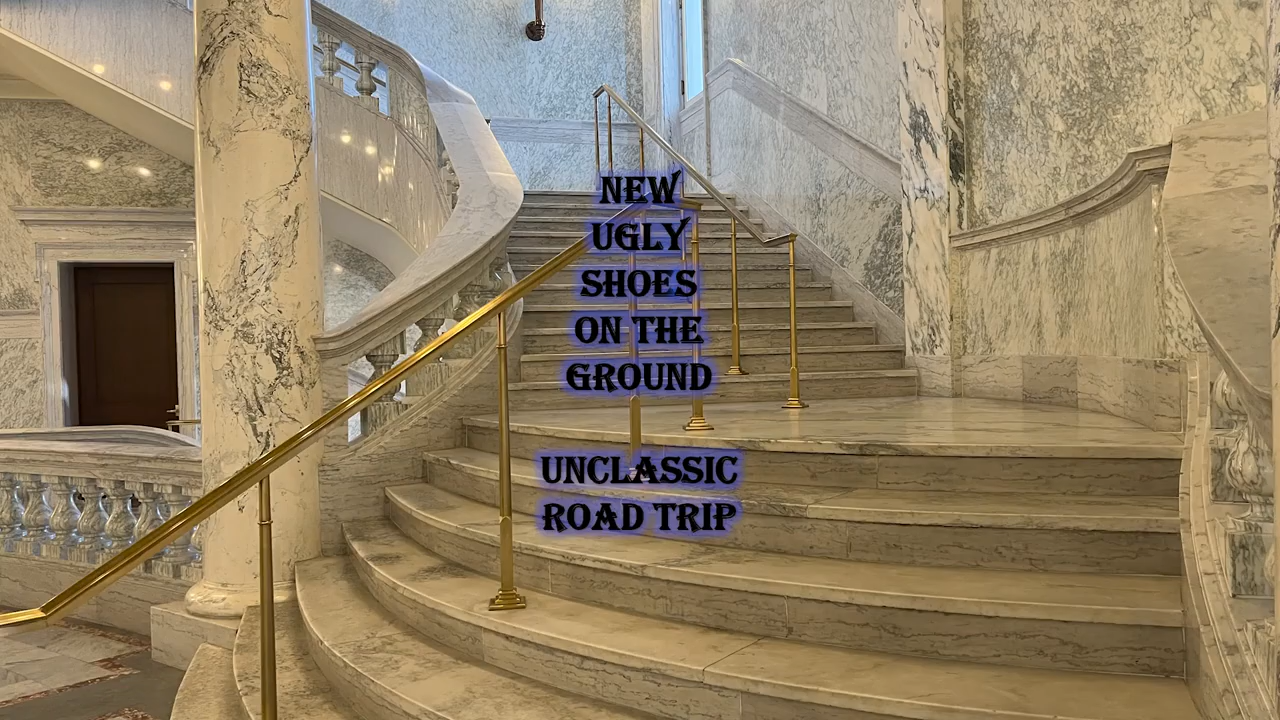 NEW
UGLY
SHOES
ON THE
GROUND
UNCLASSIC
ROAD TRIP